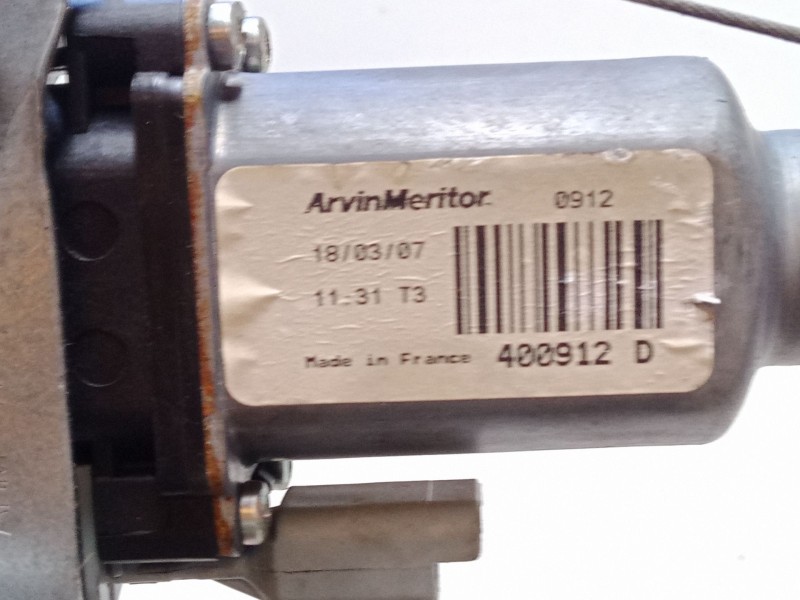 ArvinMeritor 0912
18/03/07
11:31 T3
Made in France 400912 D